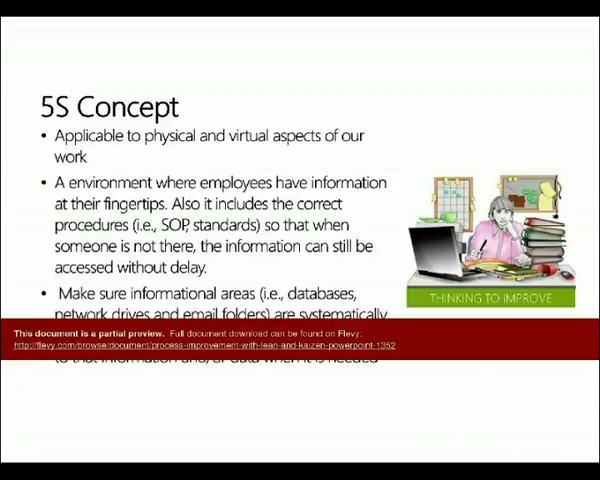 5S Concept
• Applicable to physical and virtual aspects of our
work
• A environment where employees have information
at their fingertips. Also it includes the correct
procedures (i.e., SOP, standards) so that when
someone is not there, the information can still be
accessed without delay.
• Make sure informational areas (i.e., databases,
network drives and email folders) are systematically
This document is a partial preview. Full document download can be found on Flevy:
http://flevy.com/browse/document/process-improvement-with-lean-and-kaizen-powerpoint-1352
to that information and/or data when it is needed
THINKING TO IMPROVE